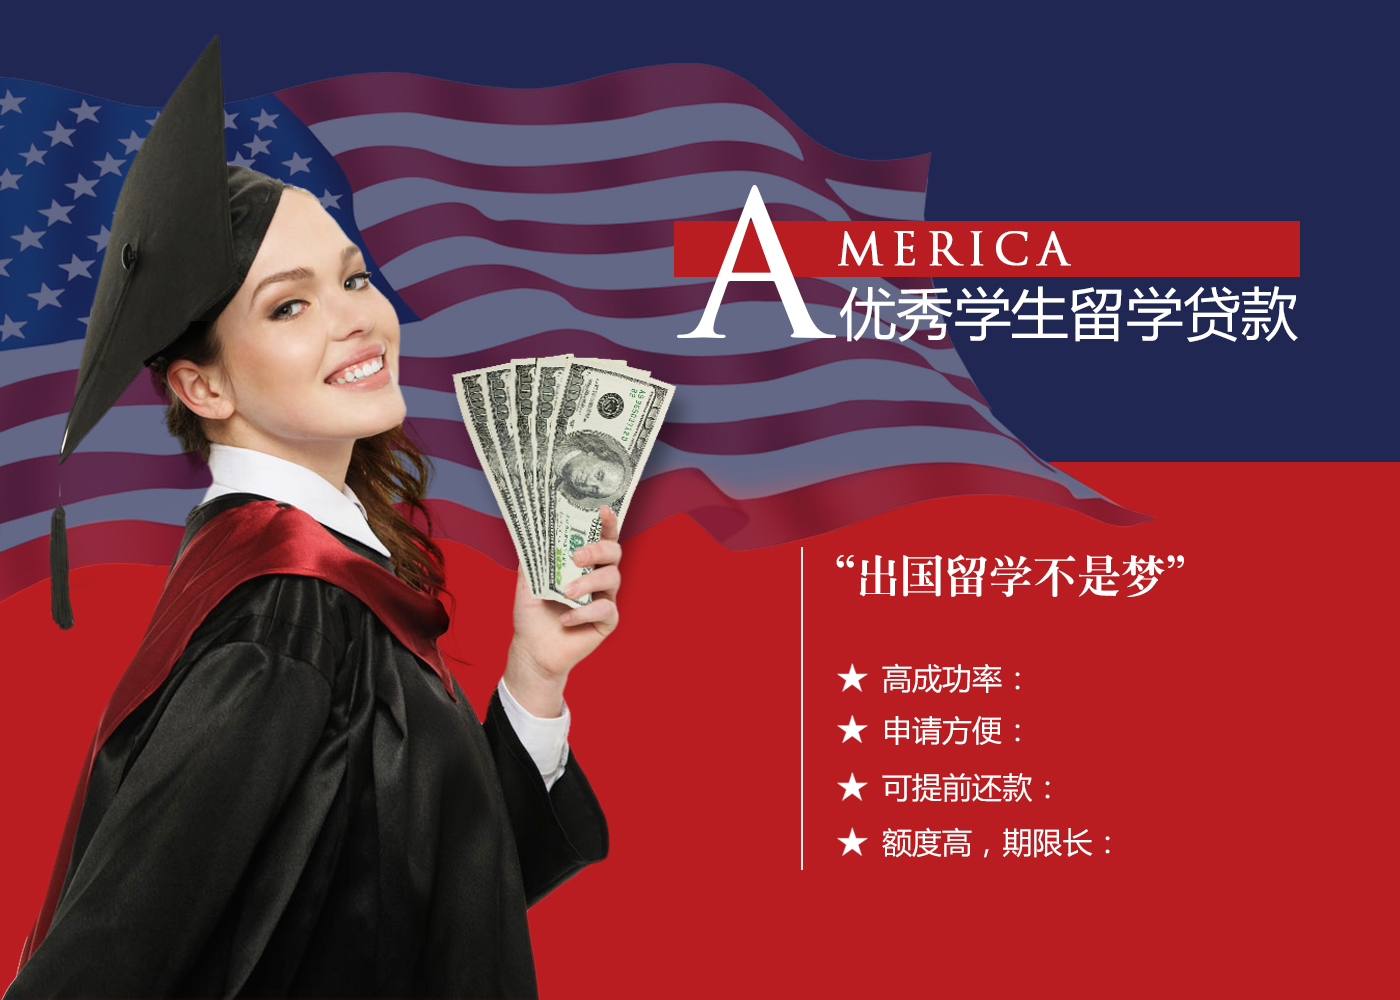 AMERICA
优秀学生留学贷款
“出国留学不是梦”
★ 高成功率：
★ 申请方便：
★ 可提前还款：
★ 额度高，期限长：